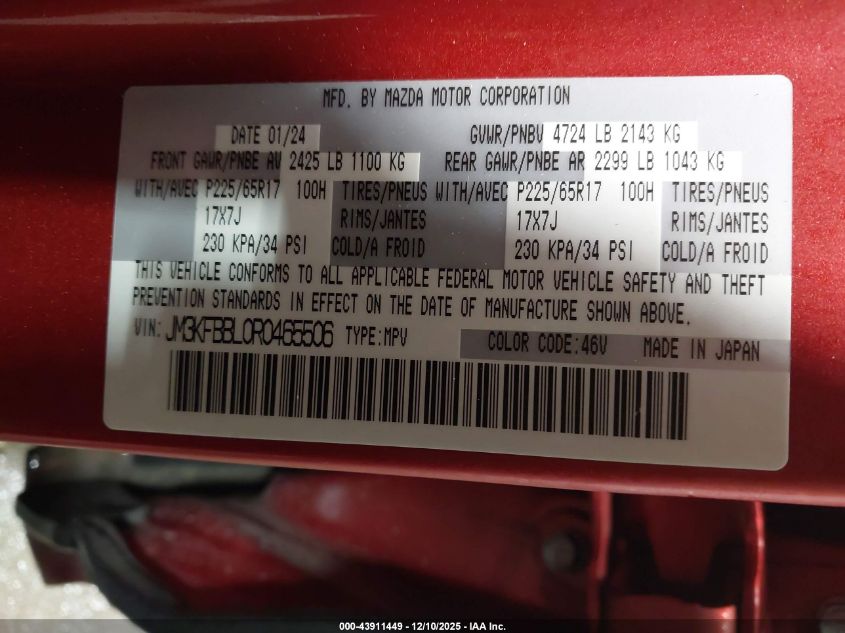 MFD. BY MAZDA MOTOR CORPORATION
DATE 01/24 GVWR/PNBV 4724 LB 2143 KG
FRONT GAWR/PNBE AV 2425 LB 1100 KG REAR GAWR/PNBE AR 2299 LB 1043 KG
WITH/AVEC P225/65R17 100H TIRES/PNEUS WITH/AVEC P225/65R17 100H TIRES/PNEUS
17X7J RIMS/JANTES 17X7J RIMS/JANTES
230 KPA/34 PSI COLD/A FROID 230 KPA/34 PSI COLD/A FROID
THIS VEHICLE CONFORMS TO ALL APPLICABLE FEDERAL MOTOR VEHICLE SAFETY AND THEFT
PREVENTION STANDARDS IN EFFECT ON THE DATE OF MANUFACTURE SHOWN ABOVE.
VIN: JM3KFBBL0R0465506 TYPE:MPV COLOR CODE:46V MADE IN JAPAN
000-43911449 - 12/10/2025 - IAA Inc.